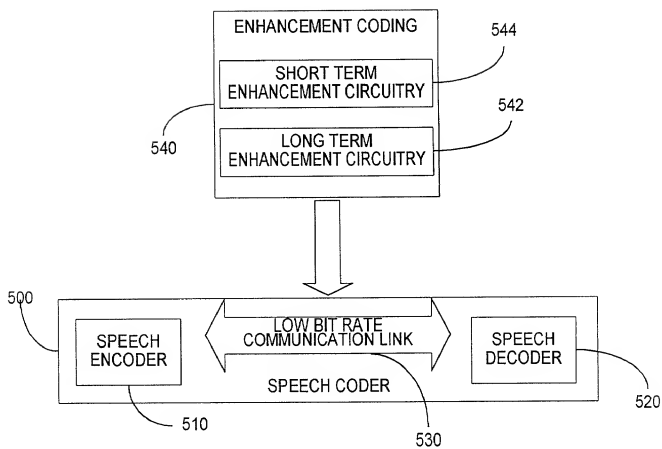 ENHANCEMENT CODING
544
SHORT TERM
ENHANCEMENT CIRCUITRY
542
540
LONG TERM
ENHANCEMENT CIRCUITRY
500
SPEECH
ENCODER
LOW BIT RATE
COMMUNICATION LINK
SPEECH
DECODER
SPEECH CODER
510
530
520